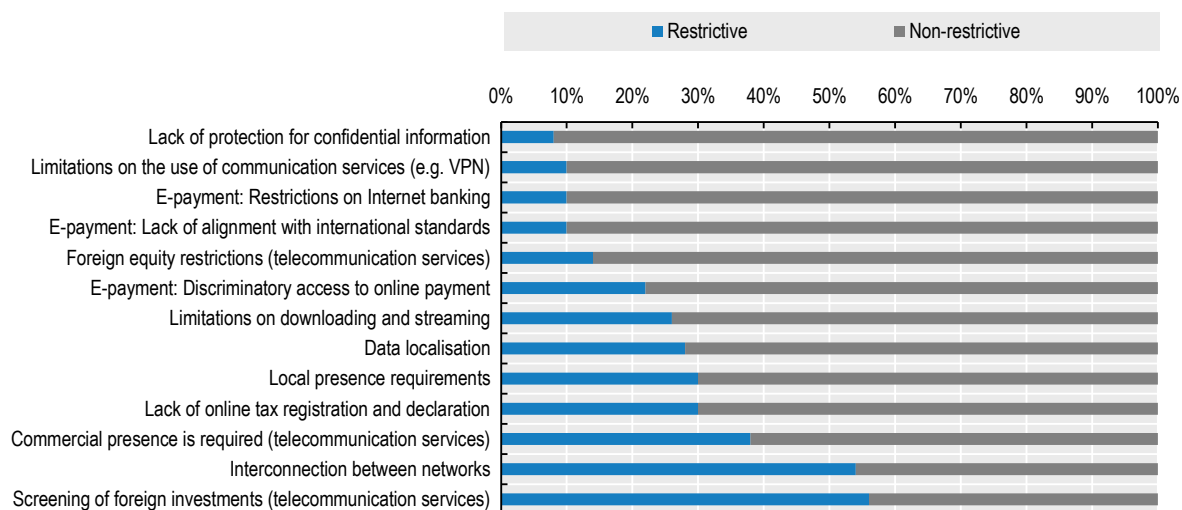 Restrictive Non-restrictive
0% 10% 20% 30% 40% 50% 60% 70% 80% 90% 100%
Lack of protection for confidential information
Limitations on the use of communication services (e.g. VPN)
E-payment: Restrictions on Internet banking
E-payment: Lack of alignment with international standards
Foreign equity restrictions (telecommunication services)
E-payment: Discriminatory access to online payment
Limitations on downloading and streaming
Data localisation
Local presence requirements
Lack of online tax registration and declaration
Commercial presence is required (telecommunication services)
Interconnection between networks
Screening of foreign investments (telecommunication services)